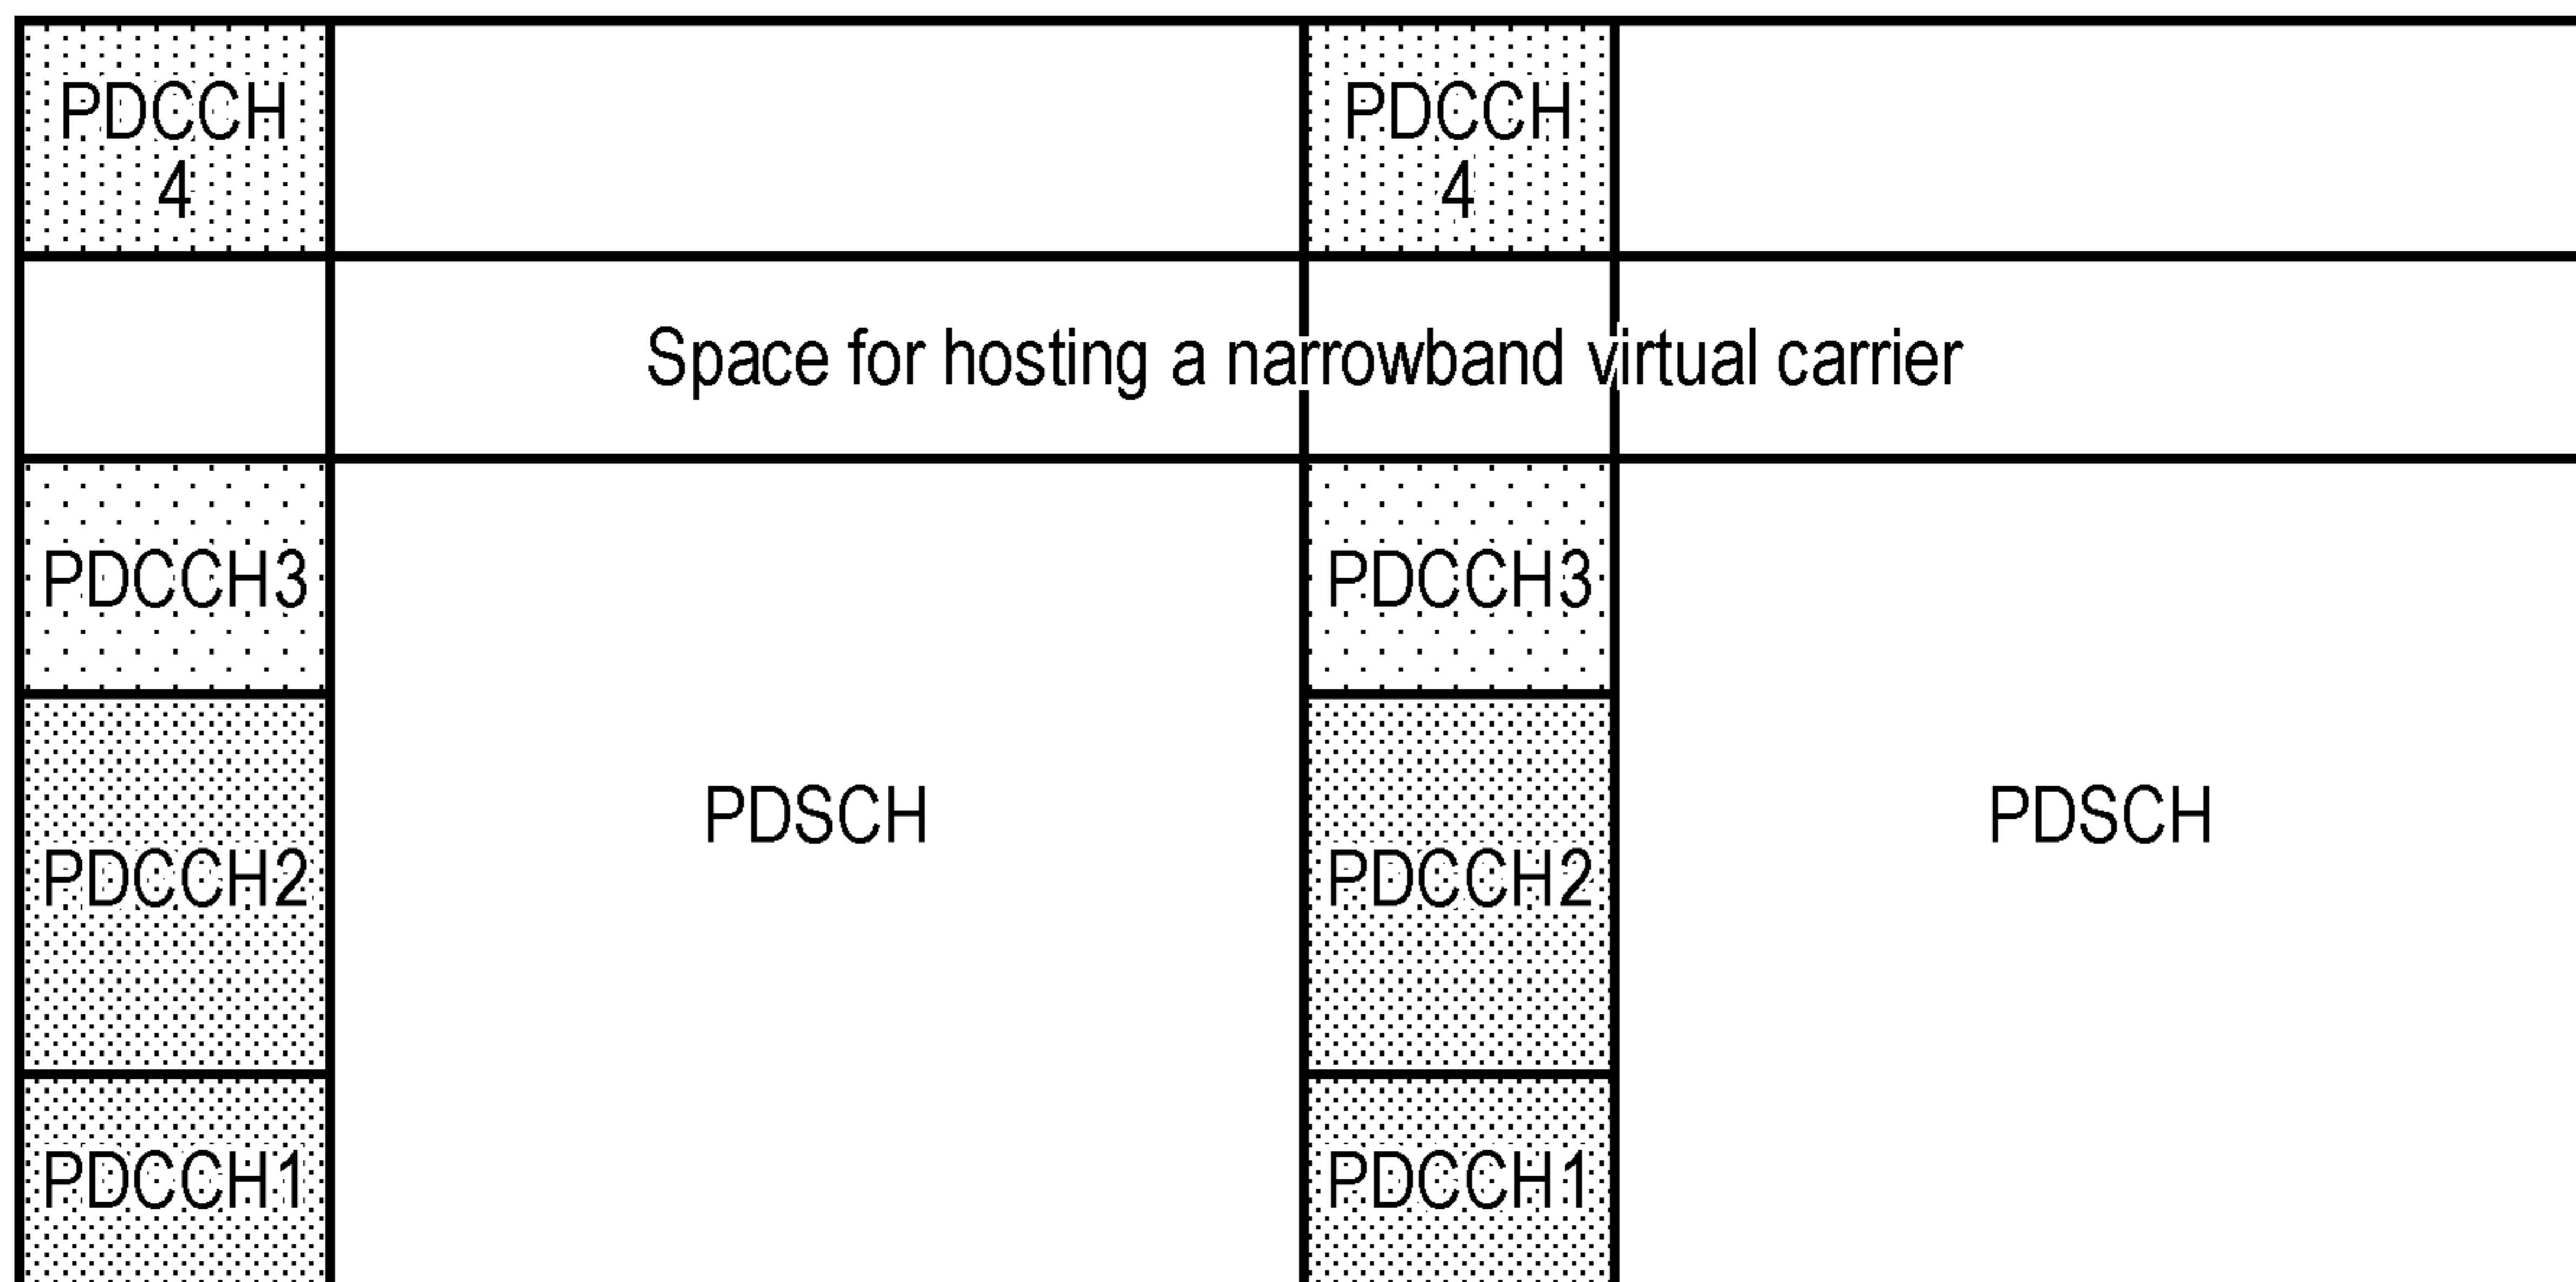 PDCCH
4
PDCCH
4
Space for hosting a narrowband virtual carrier
PDCCH3
PDCCH3
PDSCH
PDSCH
PDCCH2
PDCCH2
PDCCH1
PDCCH1